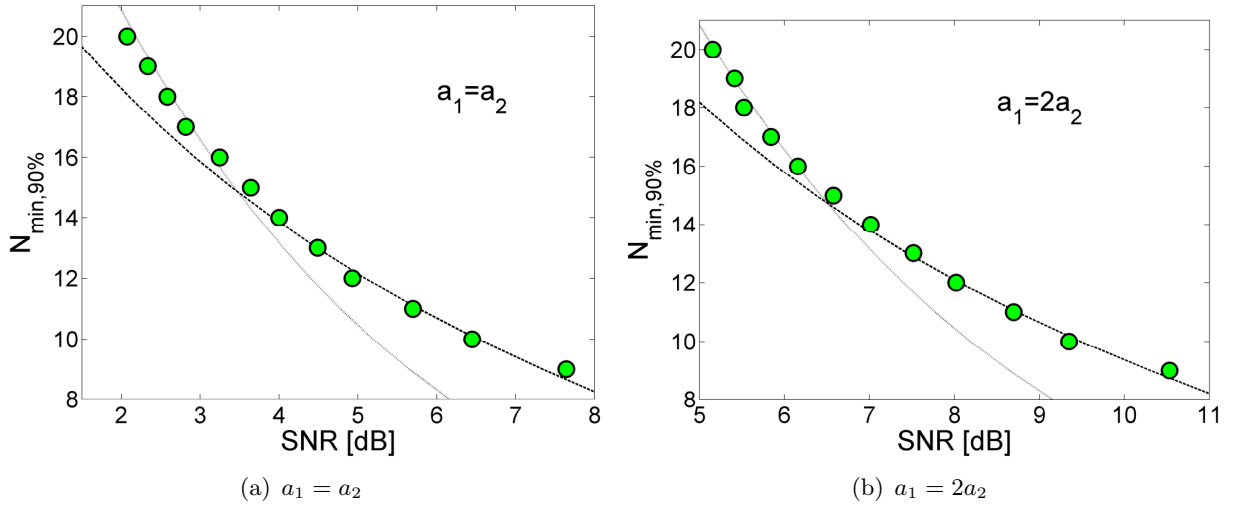 20
18
16
14
12
10
8
N_min,90%
a_1=a_2
2 3 4 5 6 7 8
SNR [dB]
(a) a_1 = a_2
20
18
16
14
12
10
8
N_min,90%
a_1=2a_2
5 6 7 8 9 10 11
SNR [dB]
(b) a_1 = 2a_2